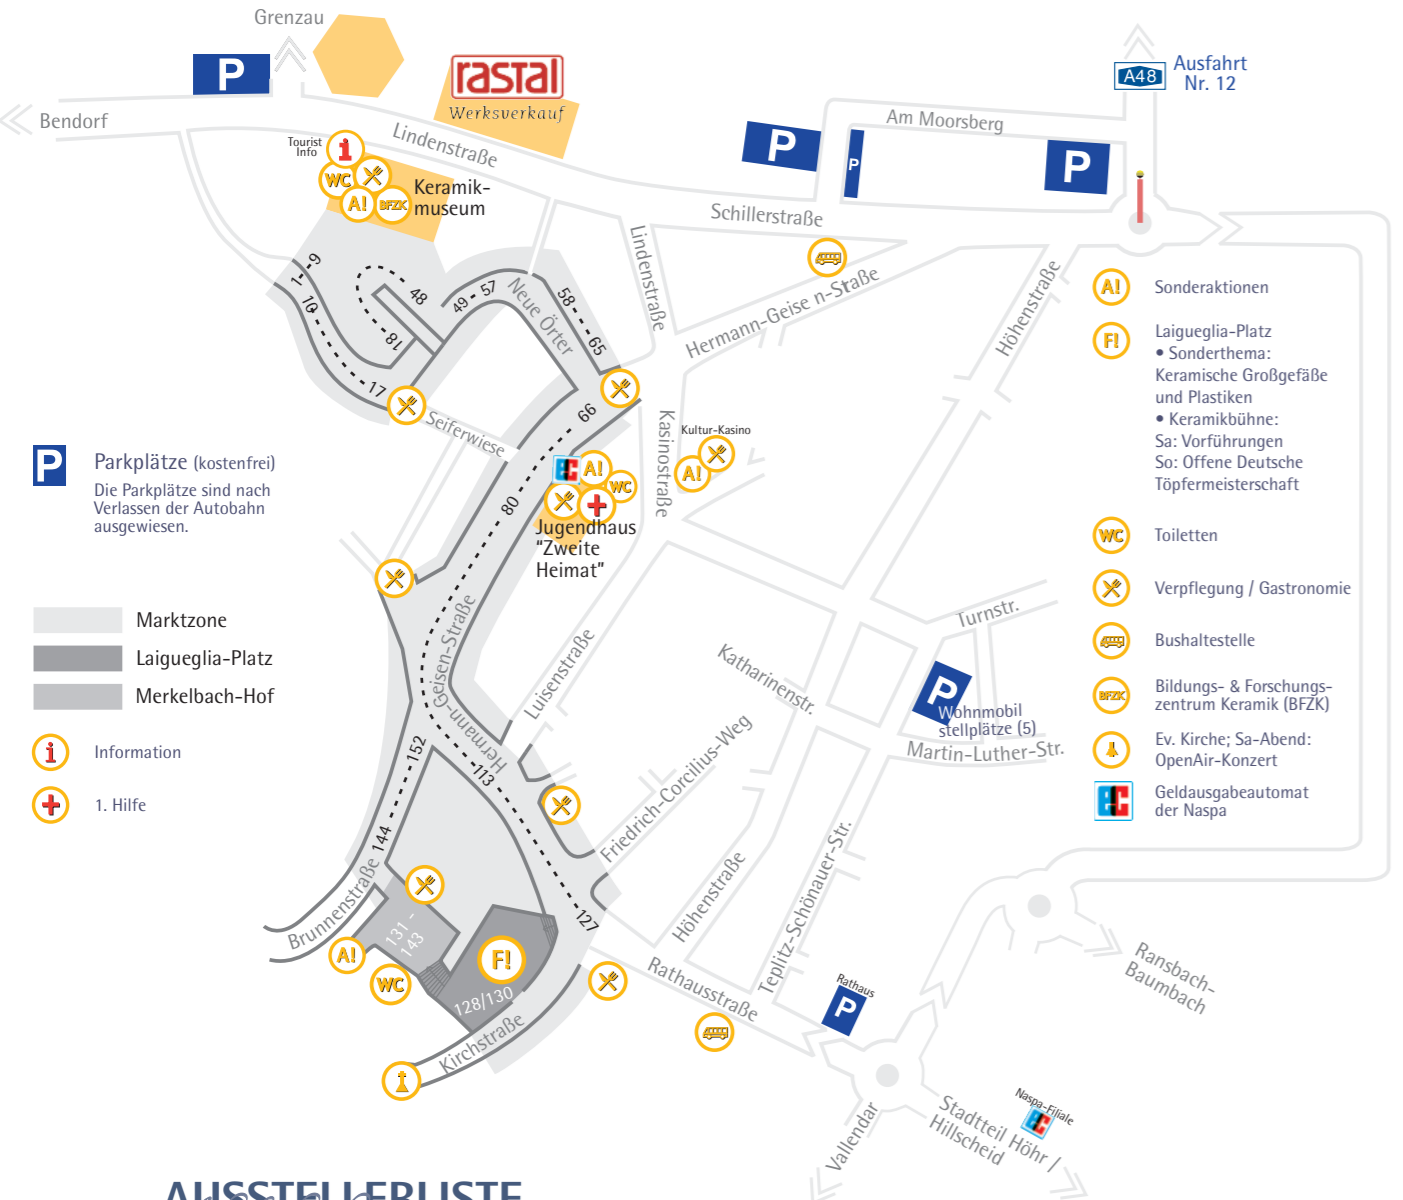 Grenzau
P
rastal
Werksverkauf
A48
Ausfahrt
Nr. 12
Bendorf
Lindenstraße
Am Moorsberg
P
P
P
Tourist
Info
i
WC
A!
BFZK
Keramik-
museum
Schillerstraße
Lindenstraße
Hermann-Geise n-Straße
Höhenstraße
1--9
10
17
18
48
49 - 57
Neue Örter
58
65
66
Seiferwiese
Kasinostraße
Kultur-Kasino
A!
A!
WC
80
Jugendhaus
"Zweite
Heimat"
P
Parkplätze (kostenfrei)
Die Parkplätze sind nach
Verlassen der Autobahn
ausgewiesen.
Marktzone
Laigueglia-Platz
Merkelbach-Hof
i
Information
1. Hilfe
A!
Sonderaktionen
F!
Laigueglia-Platz
• Sonderthema:
Keramische Großgefäße
und Plastiken
• Keramikbühne:
Sa: Vorführungen
So: Offene Deutsche
Töpfermeisterschaft
WC
Toiletten
Verpflegung / Gastronomie
Bushaltestelle
BFZK
Bildungs- & Forschungs-
zentrum Keramik (BFZK)
Ev. Kirche; Sa-Abend:
OpenAir-Konzert
Geldausgabeautomat
der Naspa
Hermann-Geisen-Straße
Hermann-
Luisenstraße
Katharinenstr.
Turnstr.
P
Wohnmobil
stellplätze (5)
Martin-Luther-Str.
Friedrich-Corcilius-Weg
Höhenstraße
Teplitz-Schönauer-Str.
152
144
113
127
Brunnenstraße
131 -
143
A!
WC
F!
128/130
Kirchstraße
Rathausstraße
Rathaus
P
Ransbach-
Baumbach
Vallendar
Stadtteil Höhr /
Hillscheid
Naspa-Filiale
AUSSTELLERLISTE